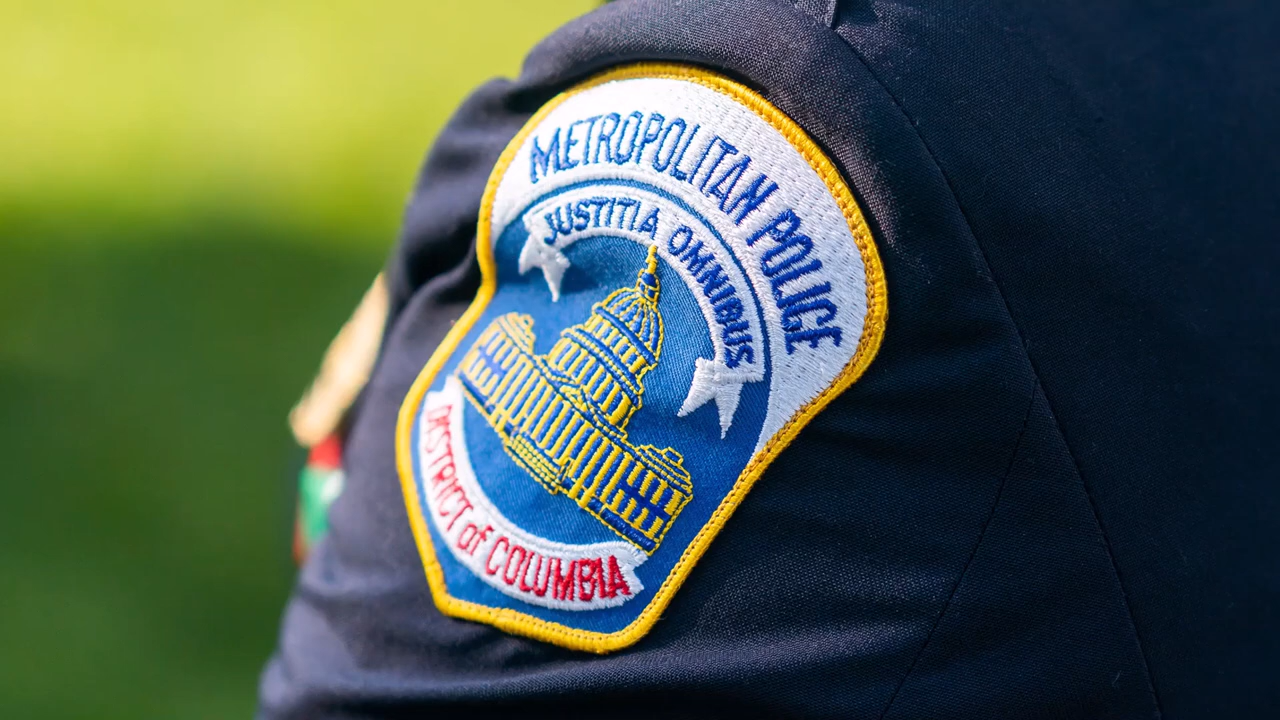 METROPOLITAN POLICE
JUSTITIA OMNIBUS
DISTRICT of COLUMBIA